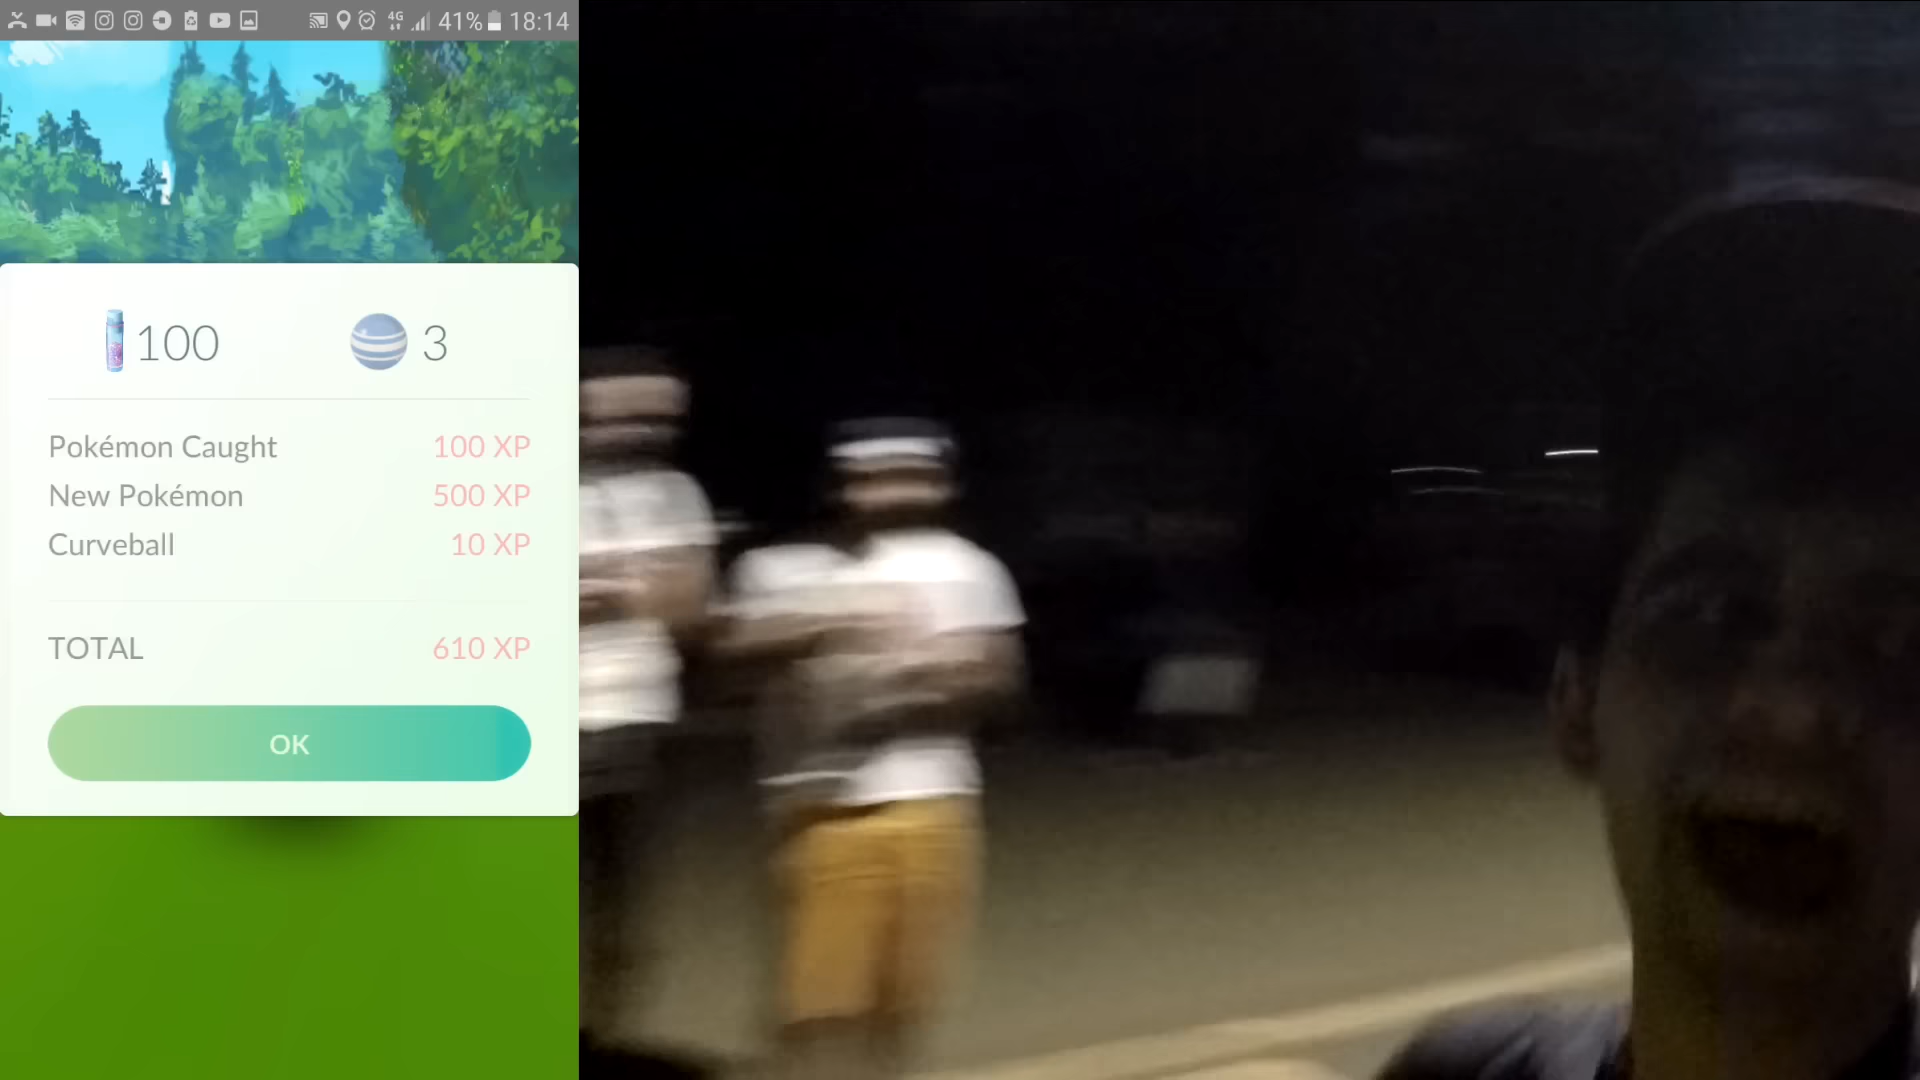 4G 41% 18:14
100 3
Pokémon Caught 100 XP
New Pokémon 500 XP
Curveball 10 XP
TOTAL 610 XP
OK